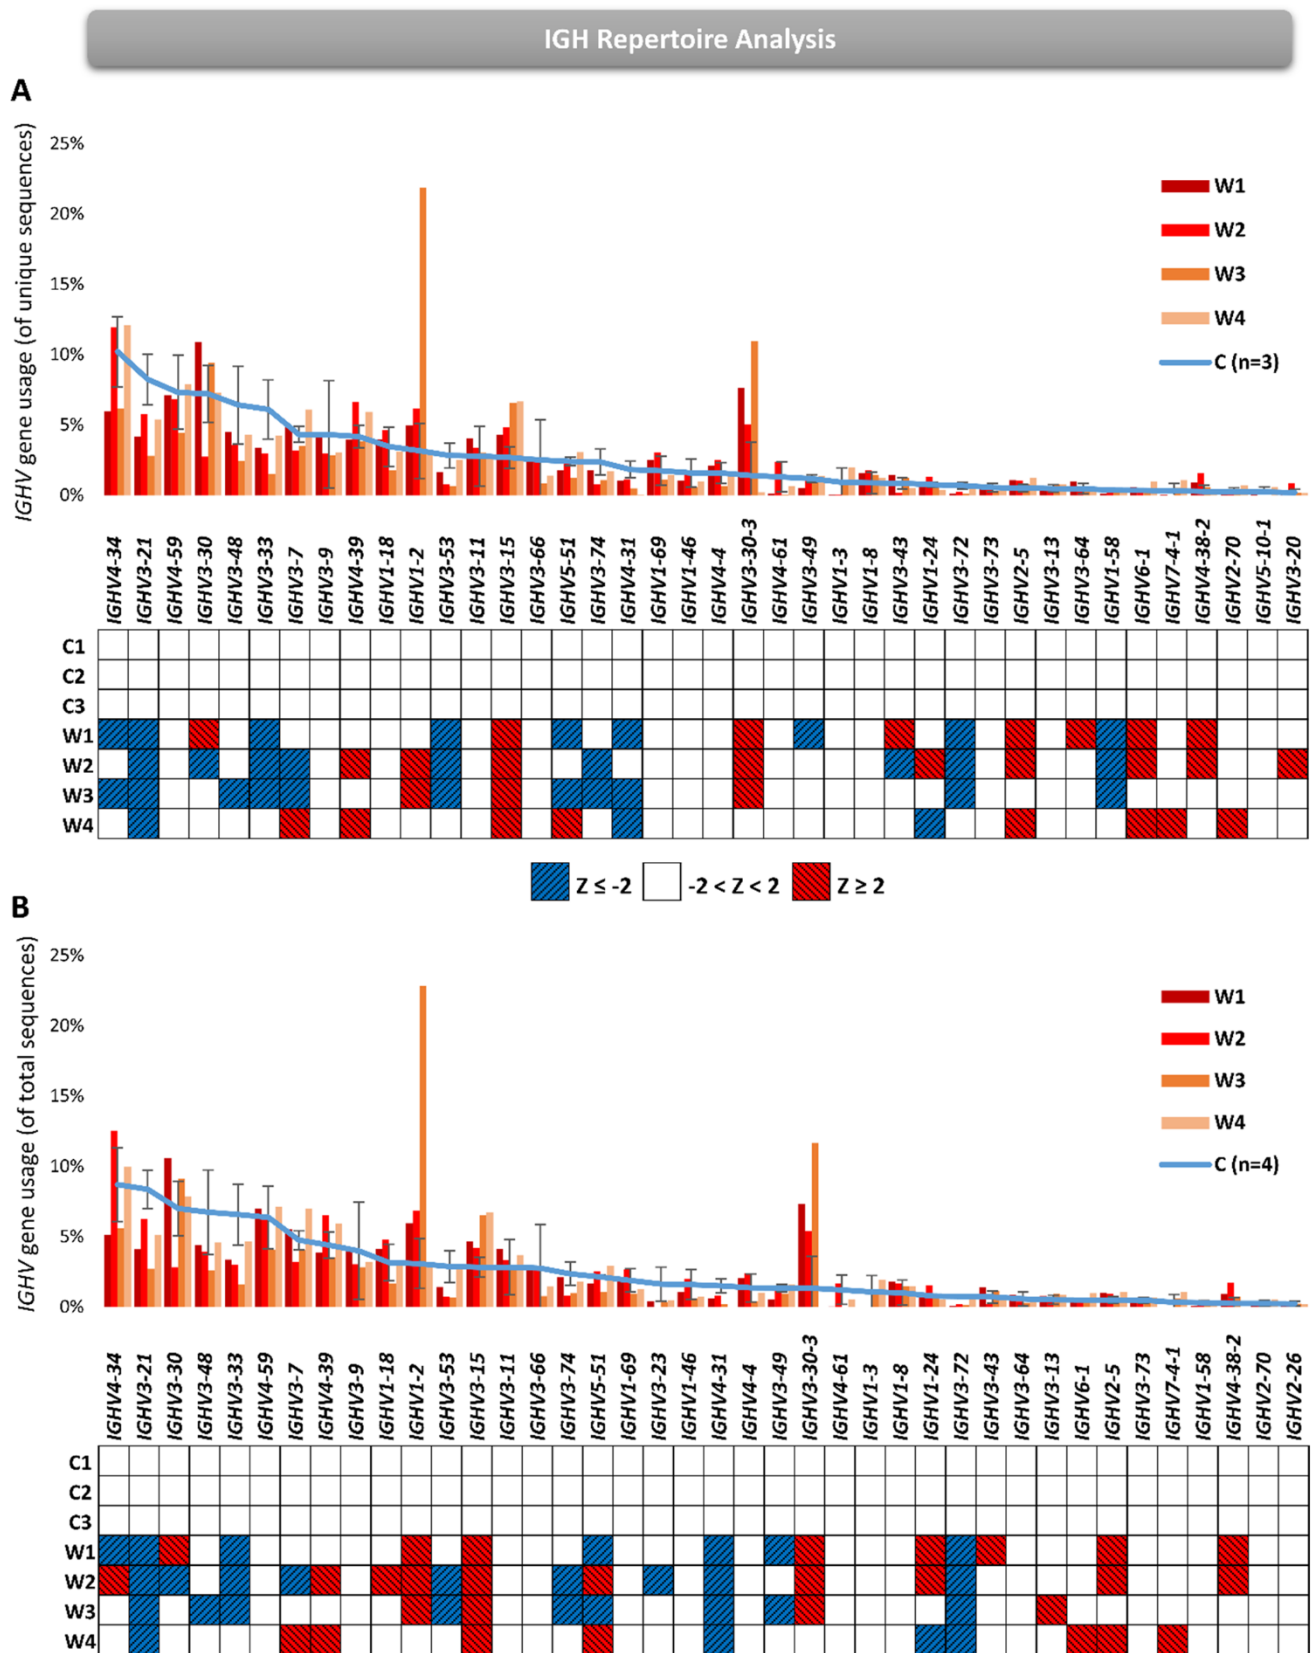 IGH Repertoire Analysis
A
IGHV gene usage (of unique sequences)
25%
20%
15%
10%
5%
0%
W1
W2
W3
W4
C (n=3)
IGHV4-34
IGHV3-21
IGHV4-59
IGHV3-30
IGHV3-48
IGHV3-33
IGHV3-7
IGHV3-9
IGHV4-39
IGHV1-18
IGHV1-2
IGHV3-53
IGHV3-11
IGHV3-15
IGHV3-66
IGHV5-51
IGHV3-74
IGHV4-31
IGHV1-69
IGHV1-46
IGHV4-4
IGHV3-30-3
IGHV4-61
IGHV3-49
IGHV1-3
IGHV1-8
IGHV3-43
IGHV1-24
IGHV3-72
IGHV3-73
IGHV2-5
IGHV3-13
IGHV3-64
IGHV1-58
IGHV6-1
IGHV7-4-1
IGHV4-38-2
IGHV2-70
IGHV5-10-1
IGHV3-20
C1
C2
C3
W1
W2
W3
W4
Z ≤ -2
-2 < Z < 2
Z ≥ 2
B
IGHV gene usage (of total sequences)
25%
20%
15%
10%
5%
0%
W1
W2
W3
W4
C (n=4)
IGHV4-34
IGHV3-21
IGHV3-30
IGHV3-48
IGHV3-33
IGHV4-59
IGHV3-7
IGHV4-39
IGHV3-9
IGHV1-18
IGHV1-2
IGHV3-53
IGHV3-15
IGHV3-11
IGHV3-66
IGHV3-74
IGHV5-51
IGHV1-69
IGHV3-23
IGHV1-46
IGHV4-31
IGHV4-4
IGHV3-49
IGHV3-30-3
IGHV4-61
IGHV1-3
IGHV1-8
IGHV1-24
IGHV3-72
IGHV3-43
IGHV3-64
IGHV3-13
IGHV6-1
IGHV2-5
IGHV3-73
IGHV7-4-1
IGHV1-58
IGHV4-38-2
IGHV2-70
IGHV2-26
C1
C2
C3
W1
W2
W3
W4